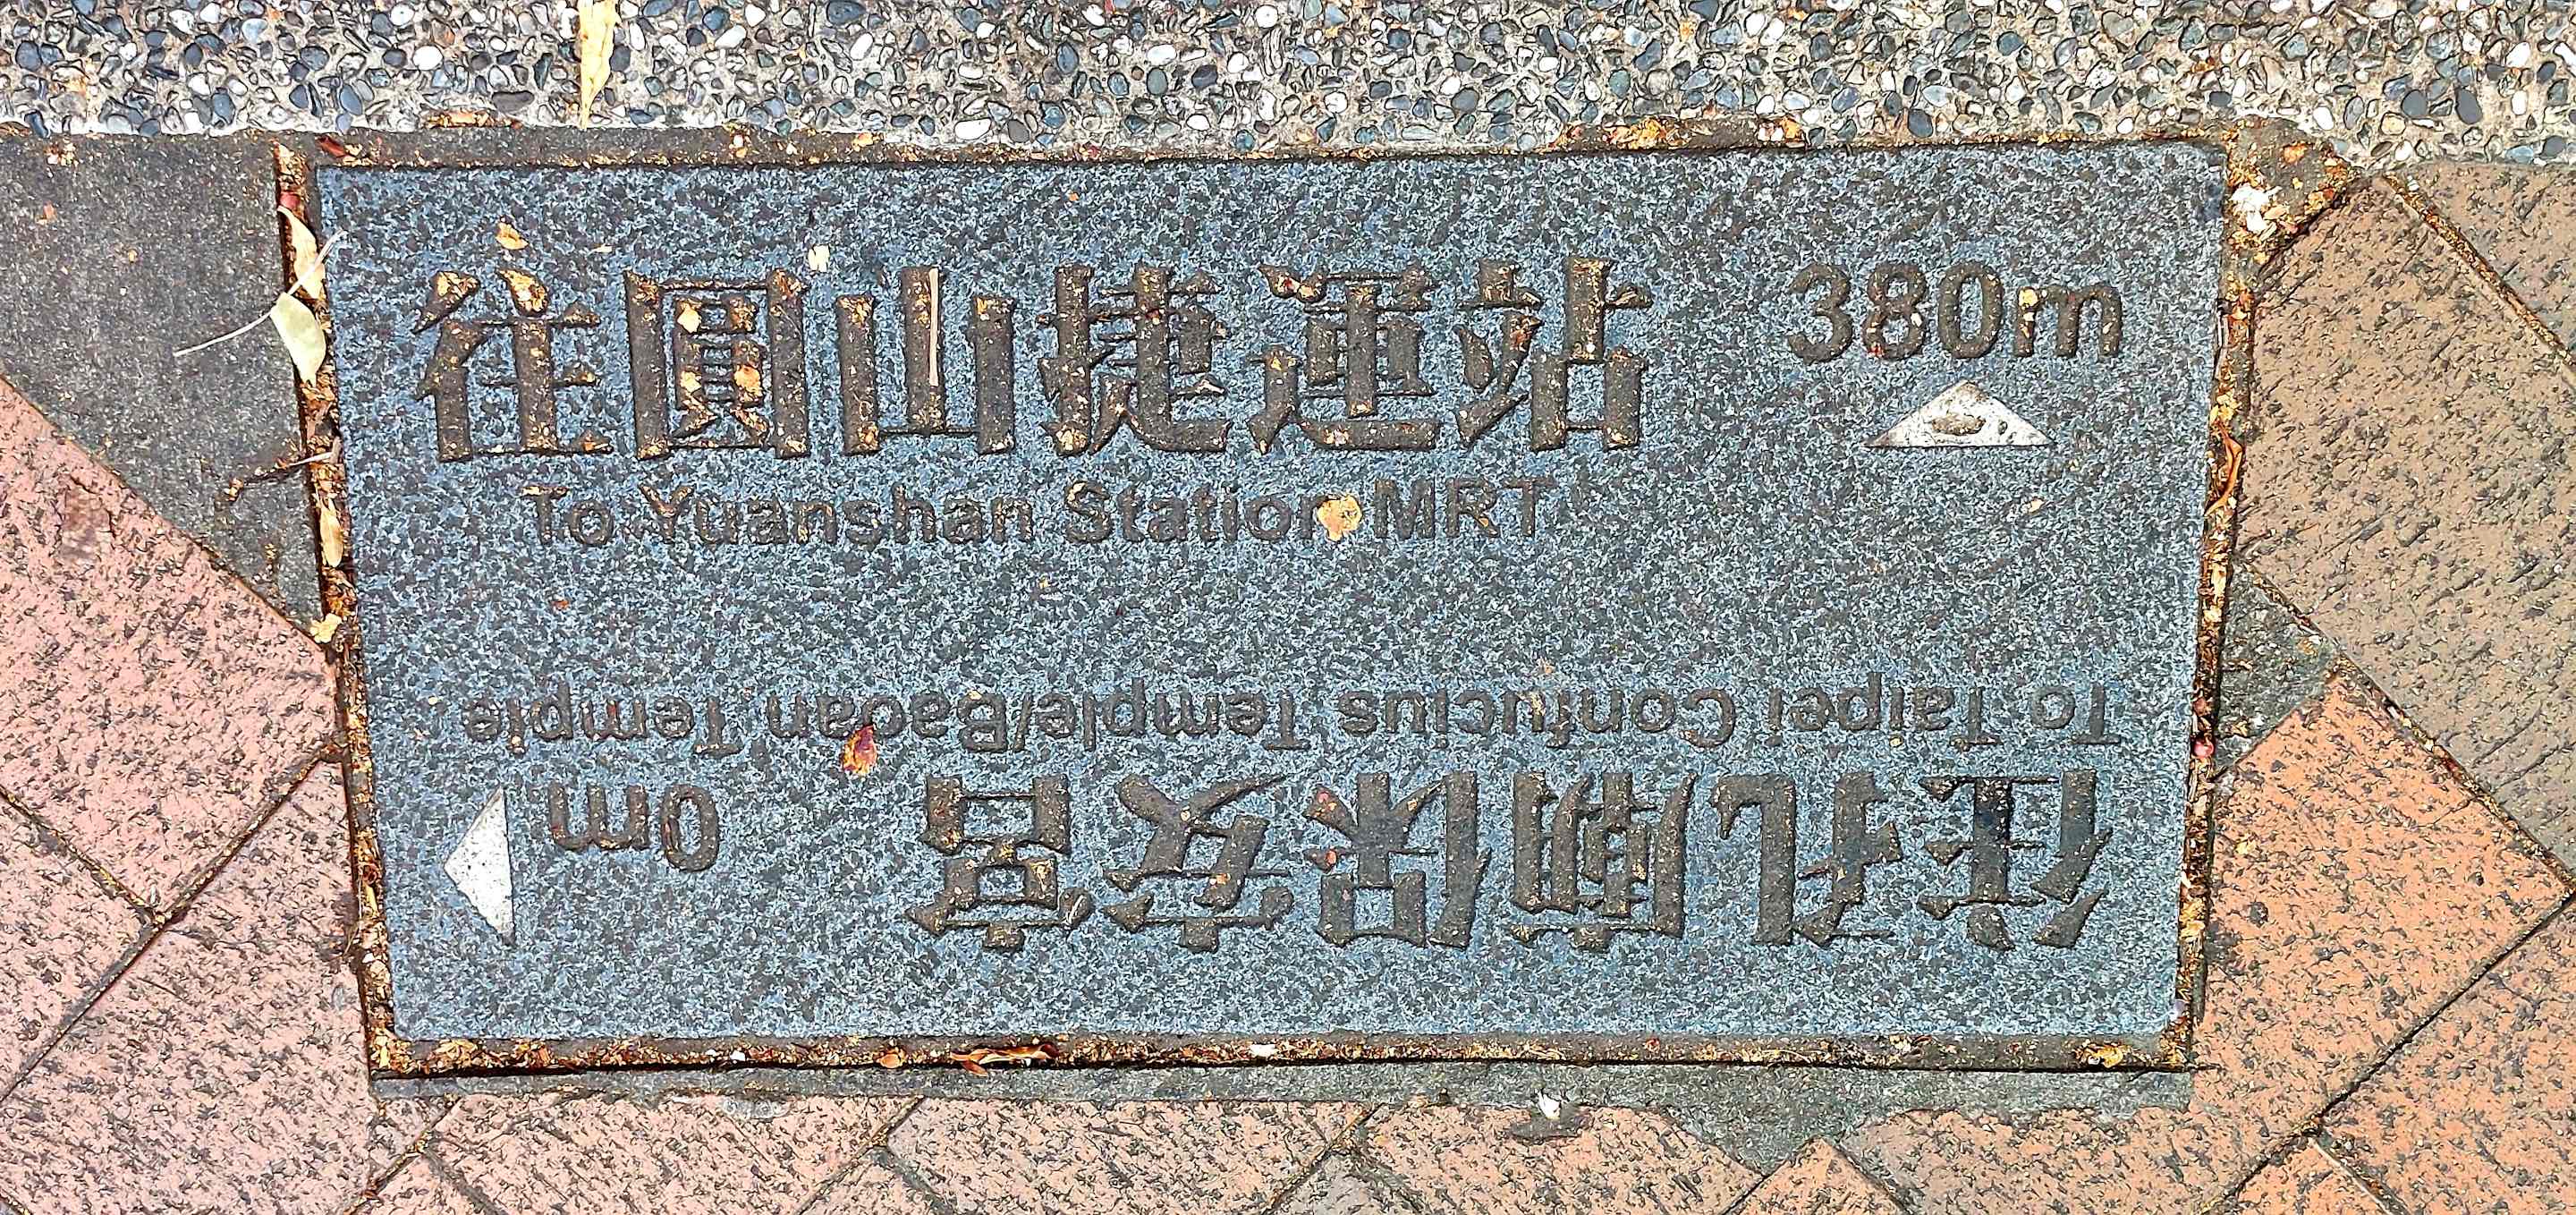 往圓山捷運站 380m
To Yuanshan Station MRT
往孔廟保安宮 0m
To Taipei Confucius Temple/Baoan Temple